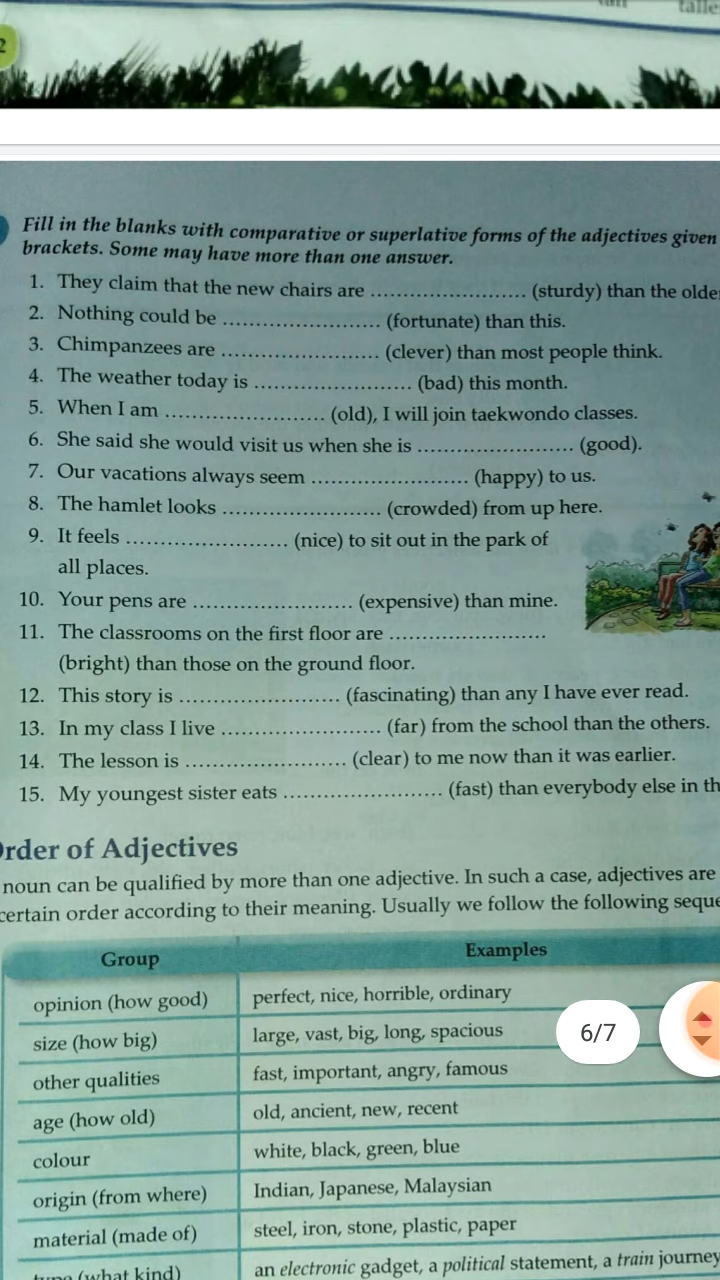 2
Fill in the blanks with comparative or superlative forms of the adjectives given
brackets. Some may have more than one answer.
1. They claim that the new chairs are ........................ (sturdy) than the
2. Nothing could be ........................ (fortunate) than this.
3. Chimpanzees are ........................ (clever) than most people think.
4. The weather today is ........................ (bad) this month.
5. When I am ........................ (old), I will join taekwondo classes.
6. She said she would visit us when she is ........................ (good).
7. Our vacations always seem ........................ (happy) to us.
8. The hamlet looks ........................ (crowded) from up here.
9. It feels ........................ (nice) to sit out in the park of
all places.
10. Your pens are ........................ (expensive) than mine.
11. The classrooms on the first floor are ........................
(bright) than those on the ground floor.
12. This story is ........................ (fascinating) than any I have ever read.
13. In my class I live ........................ (far) from the school than the others.
14. The lesson is ........................ (clear) to me now than it was earlier.
15. My youngest sister eats ........................ (fast) than everybody else in
Order of Adjectives
noun can be qualified by more than one adjective. In such a case, adjectives are
certain order according to their meaning. Usually we follow the following
Group Examples
opinion (how good) perfect, nice, horrible, ordinary
size (how big) large, vast, big, long, spacious
other qualities fast, important, angry, famous
age (how old) old, ancient, new, recent
colour white, black, green, blue
origin (from where) Indian, Japanese, Malaysian
material (made of) steel, iron, stone, plastic, paper
type (what kind) an electronic gadget, a political statement, a train journey
6/7